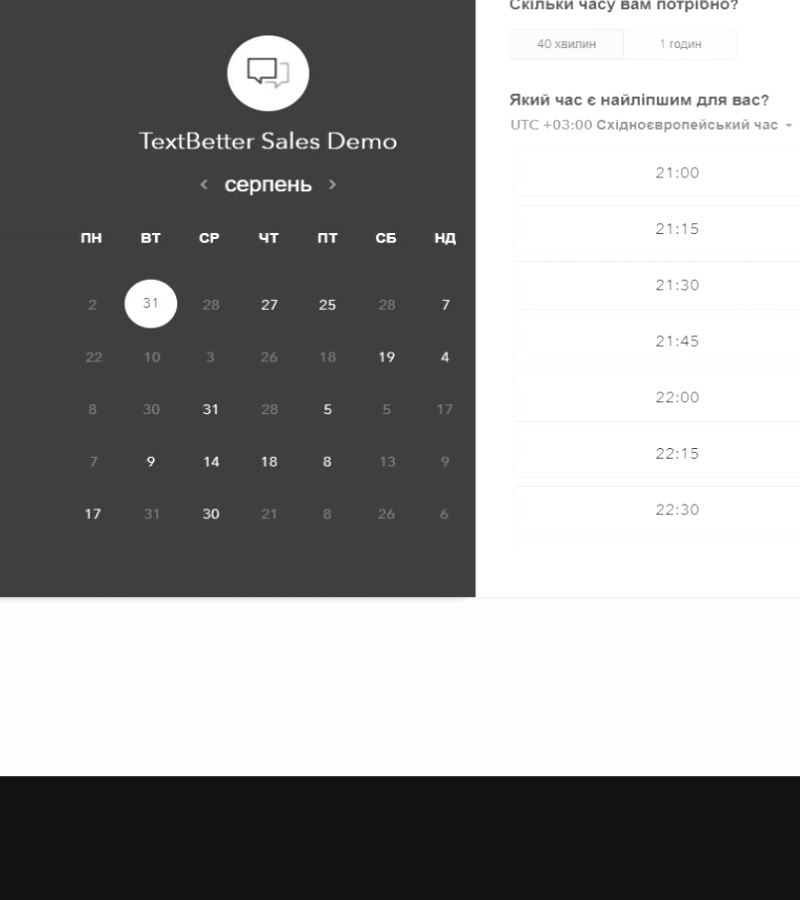 TextBetter Sales Demo
серпень
ПН ВТ СР ЧТ ПТ СБ НД
2 31 28 27 25 28 7
22 10 3 26 18 19 4
8 30 31 28 5 5 17
7 9 14 18 8 13 9
17 31 30 21 8 26 6
Скільки часу вам потрібно?
40 хвилин 1 годин
Який час є найліпшим для вас?
UTC +03:00 Східноєвропейський час
21:00
21:15
21:30
21:45
22:00
22:15
22:30